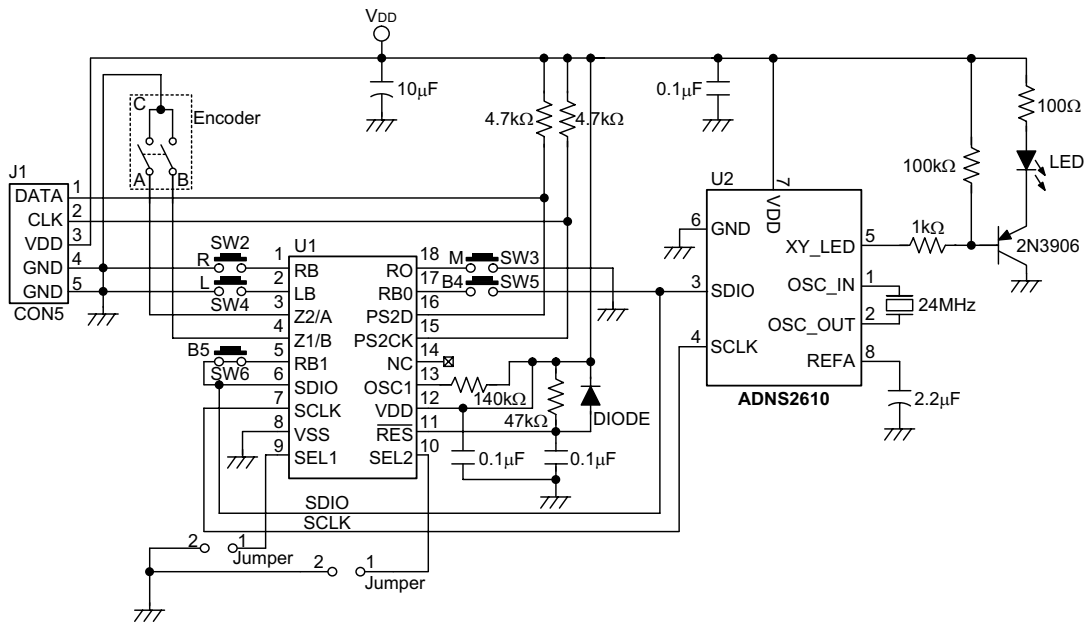 VDD
10μF
0.1μF
4.7kΩ
4.7kΩ
100Ω
LED
100kΩ
C
Encoder
A
B
J1
DATA 1
CLK 2
VDD 3
GND 4
GND 5
CON5
R SW2
L SW4
B5 SW6
U1
1 RB
2 LB
3 Z2/A
4 Z1/B
5 RB1
6 SDIO
7 SCLK
8 VSS
9 SEL1
RO 18
RB0 17
PS2D 16
PS2CK 15
NC 14
OSC1 13
VDD 12
RES 11
SEL2 10
M SW3
B4 SW5
140kΩ
47kΩ
DIODE
0.1μF
0.1μF
SDIO
SCLK
2 1
Jumper
2 1
Jumper
U2
7
VDD
6 GND
3 SDIO
4 SCLK
XY_LED 5
OSC_IN 1
OSC_OUT 2
REFA 8
ADNS2610
1kΩ
2N3906
24MHz
2.2μF